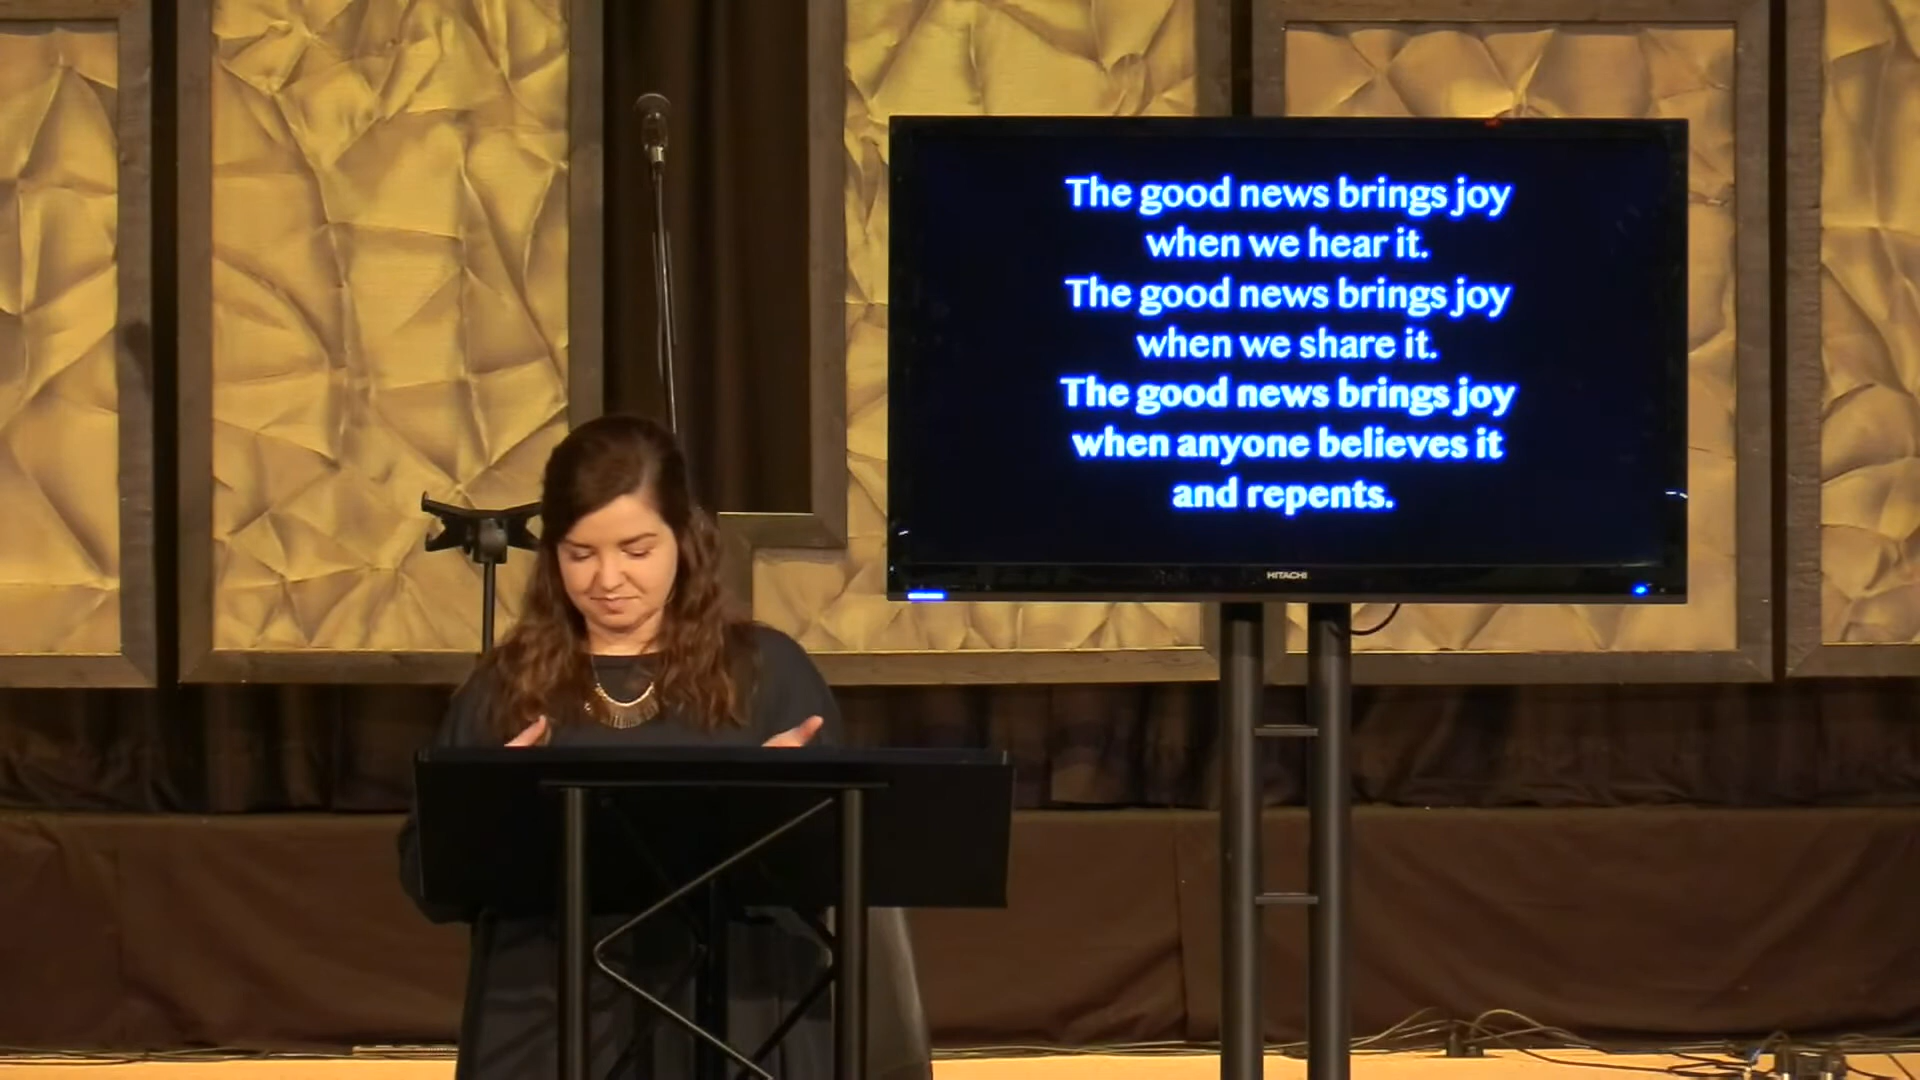 The good news brings joy
when we hear it.
The good news brings joy
when we share it.
The good news brings joy
when anyone believes it
and repents.
HITACHI